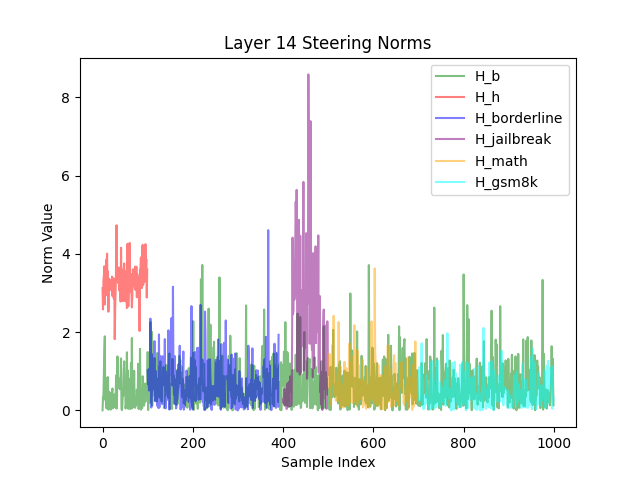 Layer 14 Steering Norms
H_b
H_h
H_borderline
H_jailbreak
H_math
H_gsm8k
8
6
4
2
0
Norm Value
0
200
400
600
800
1000
Sample Index